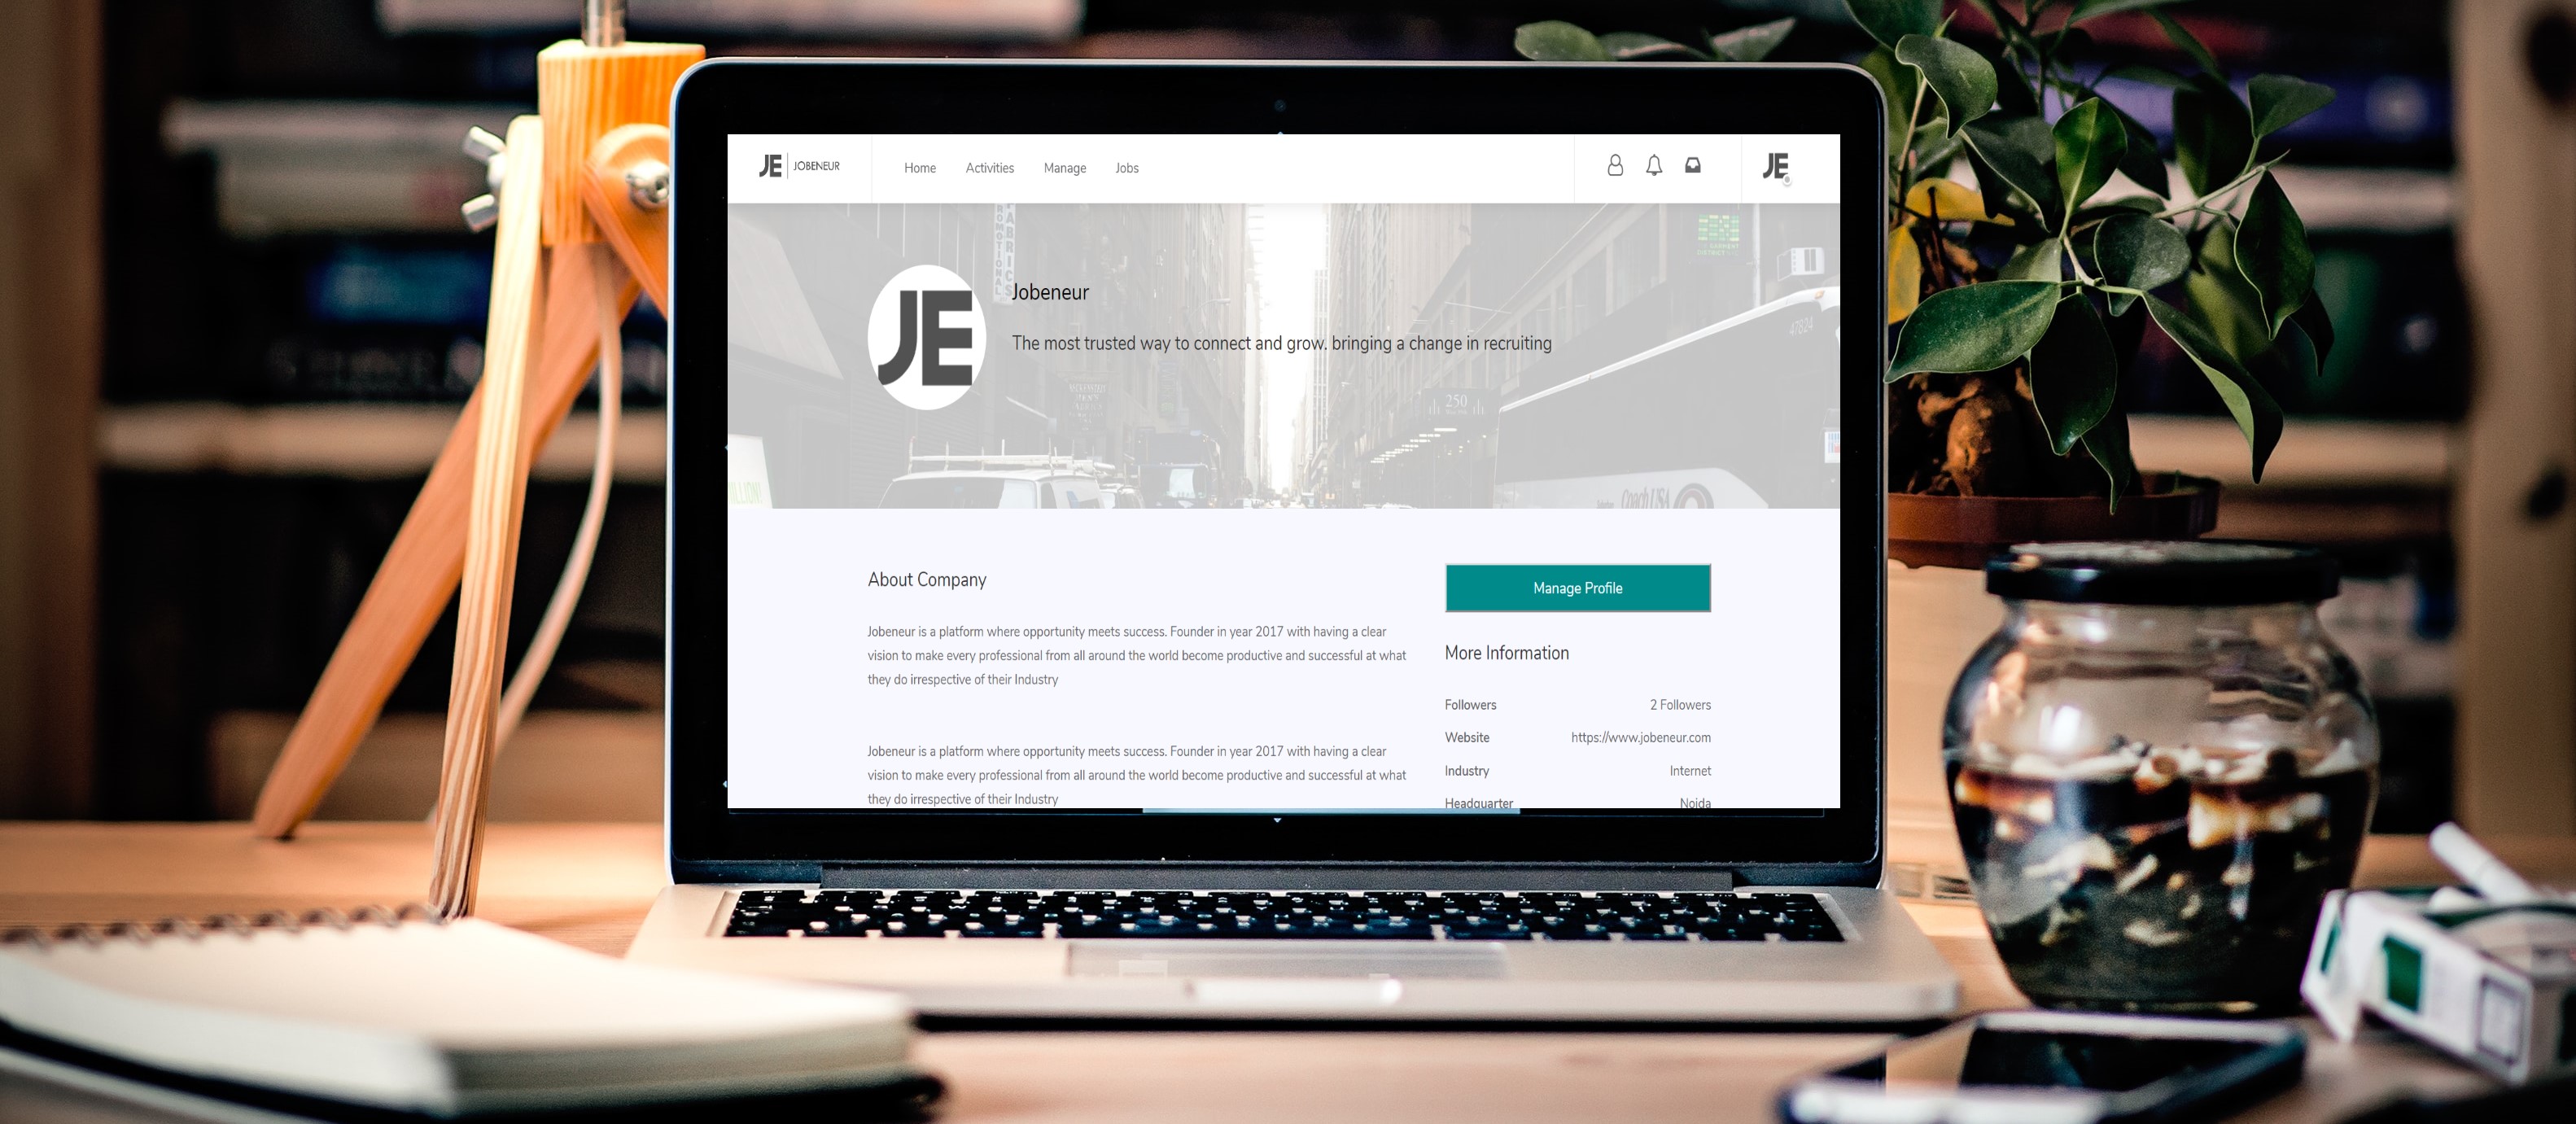 JE | JOBENEUR
Home Activities Manage Jobs
JE
FABRICS
JE
Jobeneur
The most trusted way to connect and grow. bringing a change in recruiting
47824
250
Coach USA
About Company
Jobeneur is a platform where opportunity meets success. Founder in year 2017 with having a clear
vision to make every professional from all around the world become productive and successful at what
they do irrespective of their Industry
Jobeneur is a platform where opportunity meets success. Founder in year 2017 with having a clear
vision to make every professional from all around the world become productive and successful at what
they do irrespective of their Industry
Manage Profile
More Information
Followers 2 Followers
Website https://www.jobeneur.com
Industry Internet
Headquarter Noida